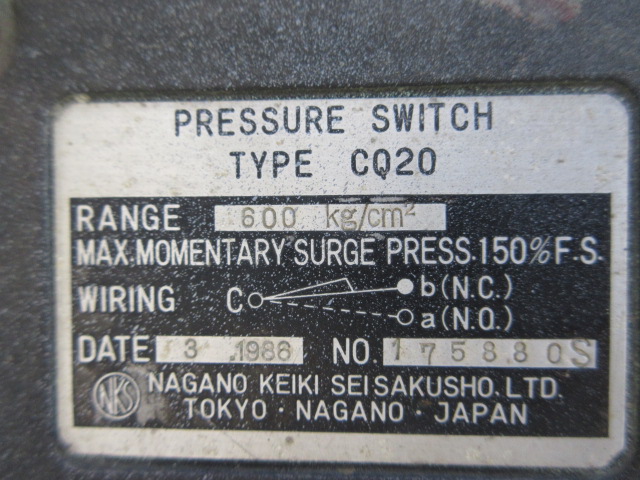 PRESSURE SWITCH
TYPE CQ20
RANGE 600 kg/cm²
MAX.MOMENTARY SURGE PRESS.150%F.S.
WIRING C b(N.C.)
a(N.O.)
DATE 3 .1986 NO. 175880S
NKS NAGANO KEIKI SEISAKUSHO.LTD.
TOKYO・NAGANO・JAPAN